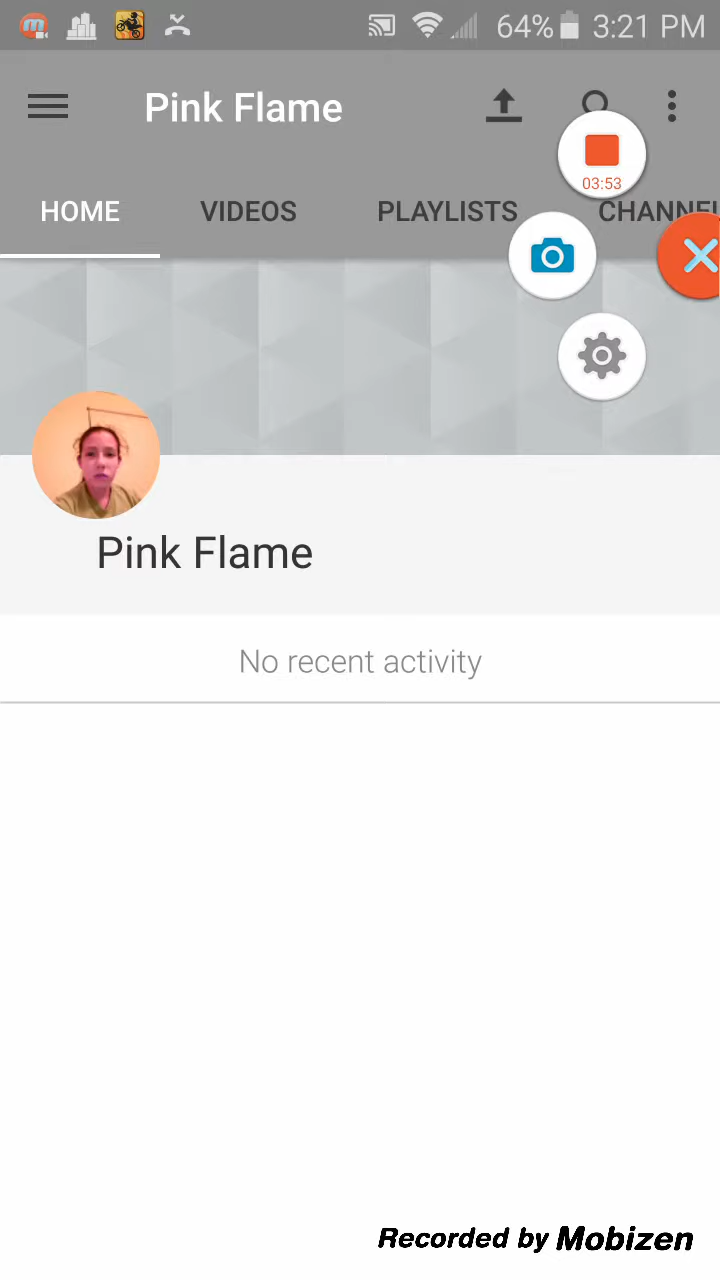 64% 3:21 PM
Pink Flame
03:53
HOME VIDEOS PLAYLISTS CHANNEL
Pink Flame
No recent activity
Recorded by Mobizen